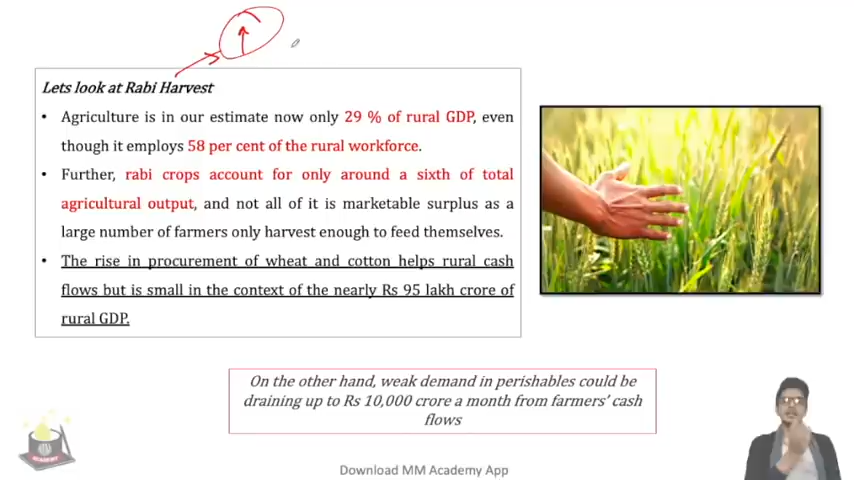 Lets look at Rabi Harvest
• Agriculture is in our estimate now only 29 % of rural GDP, even
though it employs 58 per cent of the rural workforce.
• Further, rabi crops account for only around a sixth of total
agricultural output, and not all of it is marketable surplus as a
large number of farmers only harvest enough to feed themselves.
• The rise in procurement of wheat and cotton helps rural cash
flows but is small in the context of the nearly Rs 95 lakh crore of
rural GDP.
On the other hand, weak demand in perishables could be
draining up to Rs 10,000 crore a month from farmers' cash
flows
ACADEMY
Download MM Academy App